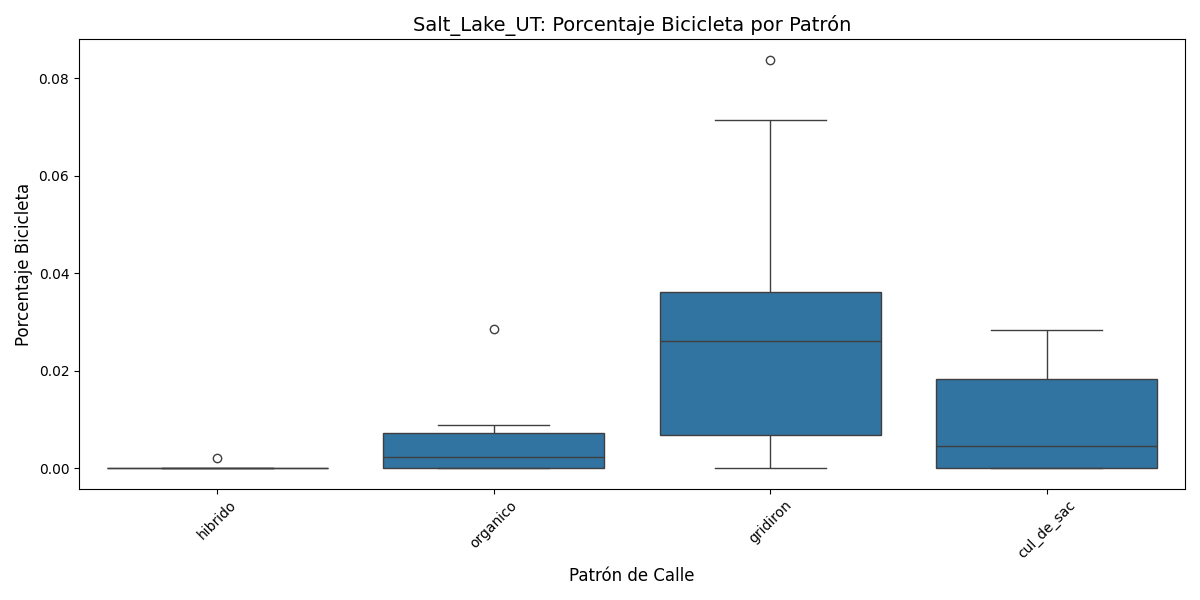 Salt_Lake_UT: Porcentaje Bicicleta por Patrón
Porcentaje Bicicleta
0.08
0.06
0.04
0.02
0.00
hibrido
organico
gridiron
cul_de_sac
Patrón de Calle